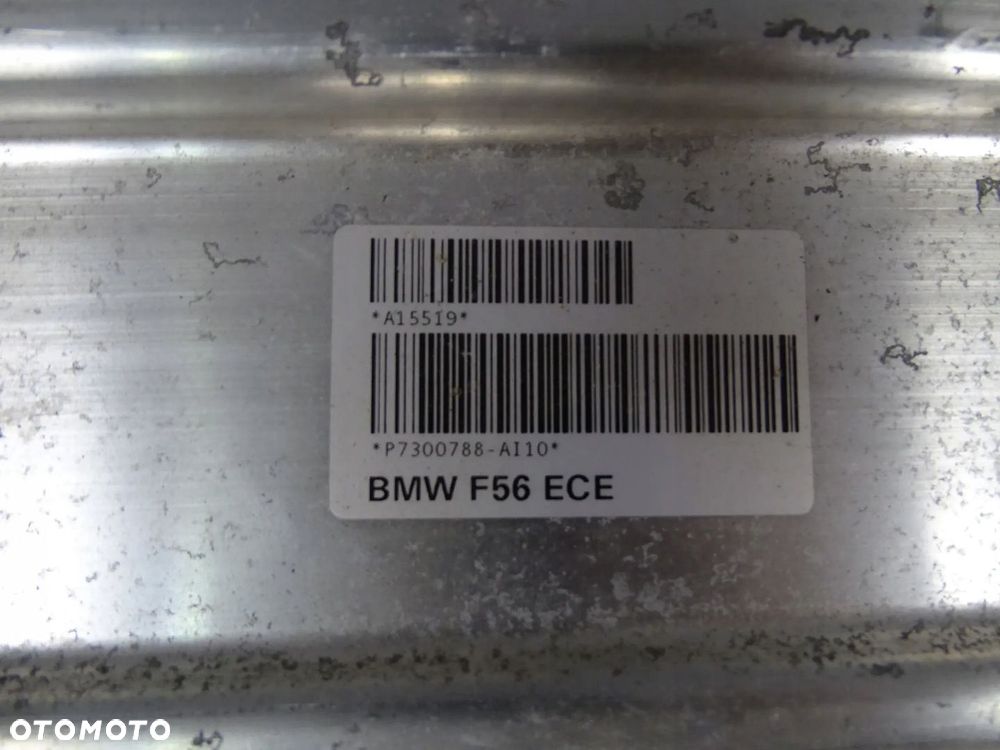 *A15519*
*P7300788-AI10*
BMW F56 ECE
OTOMOTO